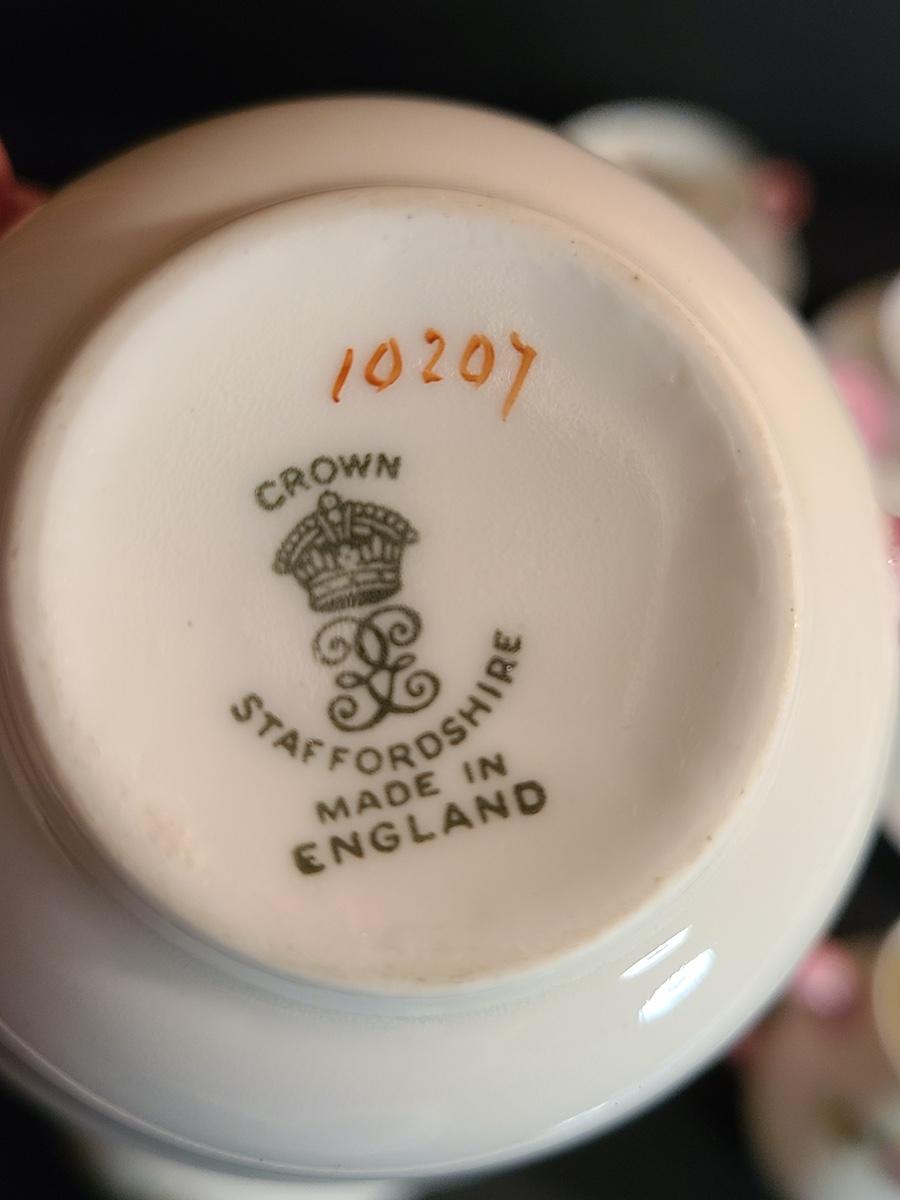 10207
CROWN
STAFFORDSHIRE
MADE IN
ENGLAND